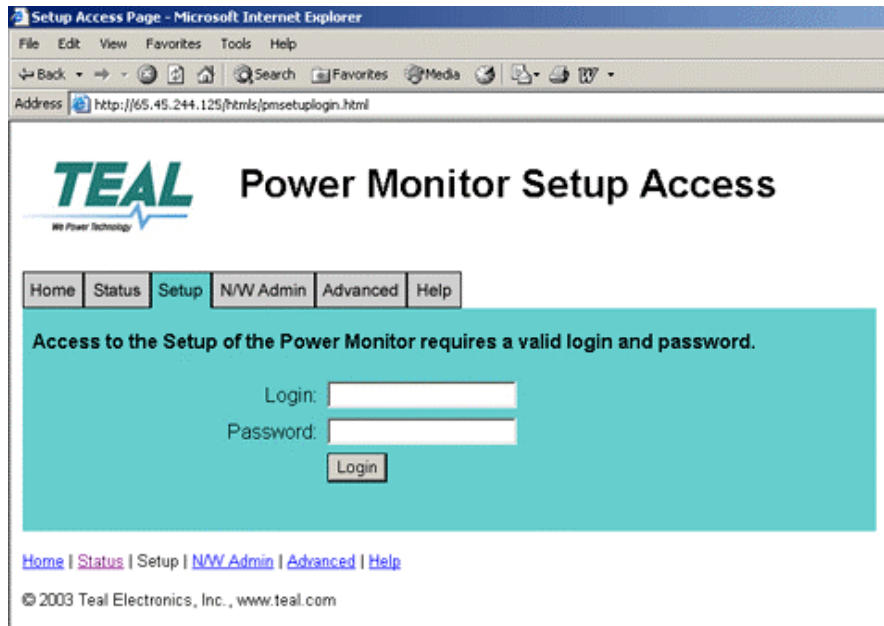 Setup Access Page - Microsoft Internet Explorer
File Edit View Favorites Tools Help
Back Search Favorites Media
Address http://65.45.244.125/htmls/pmsetuplogin.html
TEAL
We Power Technology
Power Monitor Setup Access
Home Status Setup N/W Admin Advanced Help
Access to the Setup of the Power Monitor requires a valid login and password.
Login:
Password:
Login
Home | Status | Setup | N/W Admin | Advanced | Help
© 2003 Teal Electronics, Inc., www.teal.com